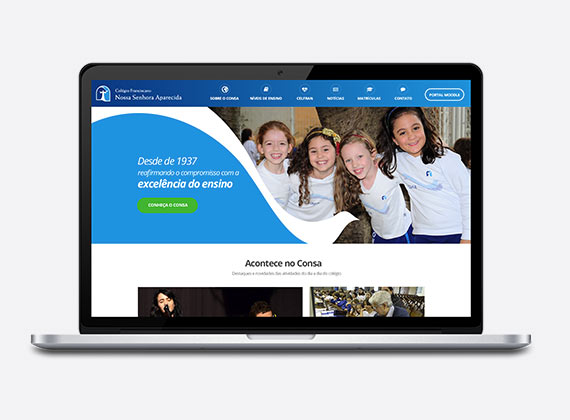 Colégio Franciscano
Nossa Senhora Aparecida
SOBRE O CONSA
NÍVEIS DE ENSINO
CELFRAN
NOTÍCIAS
MATRÍCULAS
CONTATO
PORTAL MOODLE
Desde de 1937
reafirmando o compromisso com a
excelência do ensino
CONHEÇA O CONSA
Acontece no Consa
Destaques e novidades das atividades do dia a dia do colégio.